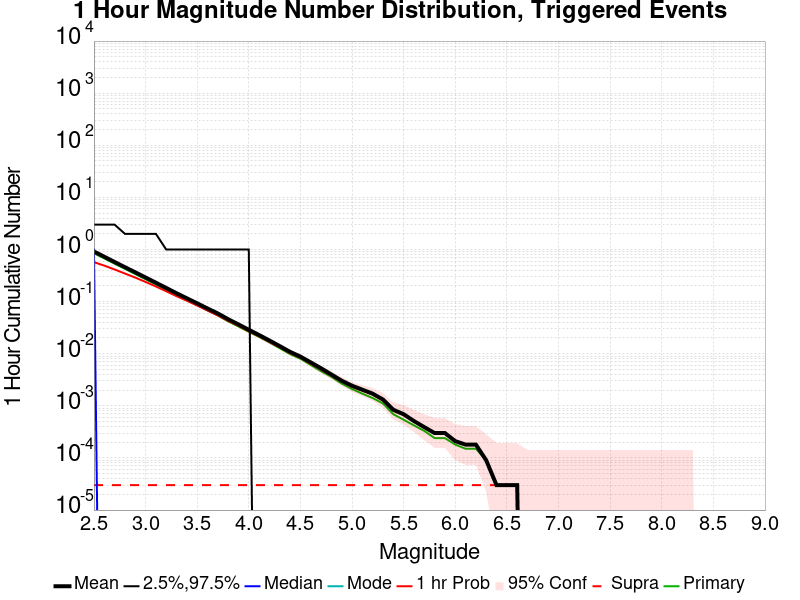 1 Hour Magnitude Number Distribution, Triggered Events
1 Hour Cumulative Number
10^4
10^3
10^2
10^1
10^0
10^-1
10^-2
10^-3
10^-4
10^-5
2.5 3.0 3.5 4.0 4.5 5.0 5.5 6.0 6.5 7.0 7.5 8.0 8.5 9.0
Magnitude
Mean 2.5%,97.5% Median Mode 1 hr Prob 95% Conf Supra Primary